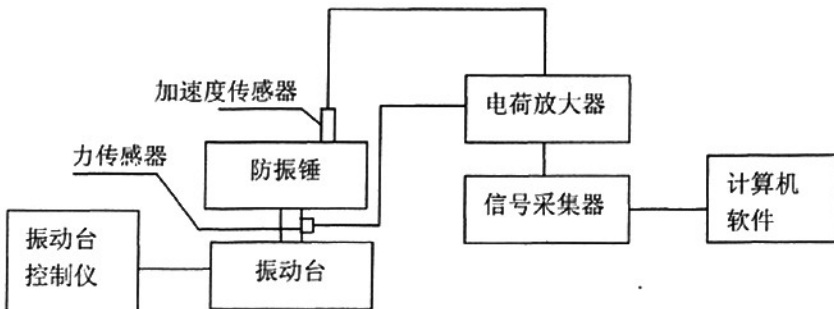 加速度传感器
力传感器
防振锤
振动台
控制仪
振动台
电荷放大器
信号采集器
计算机
软件